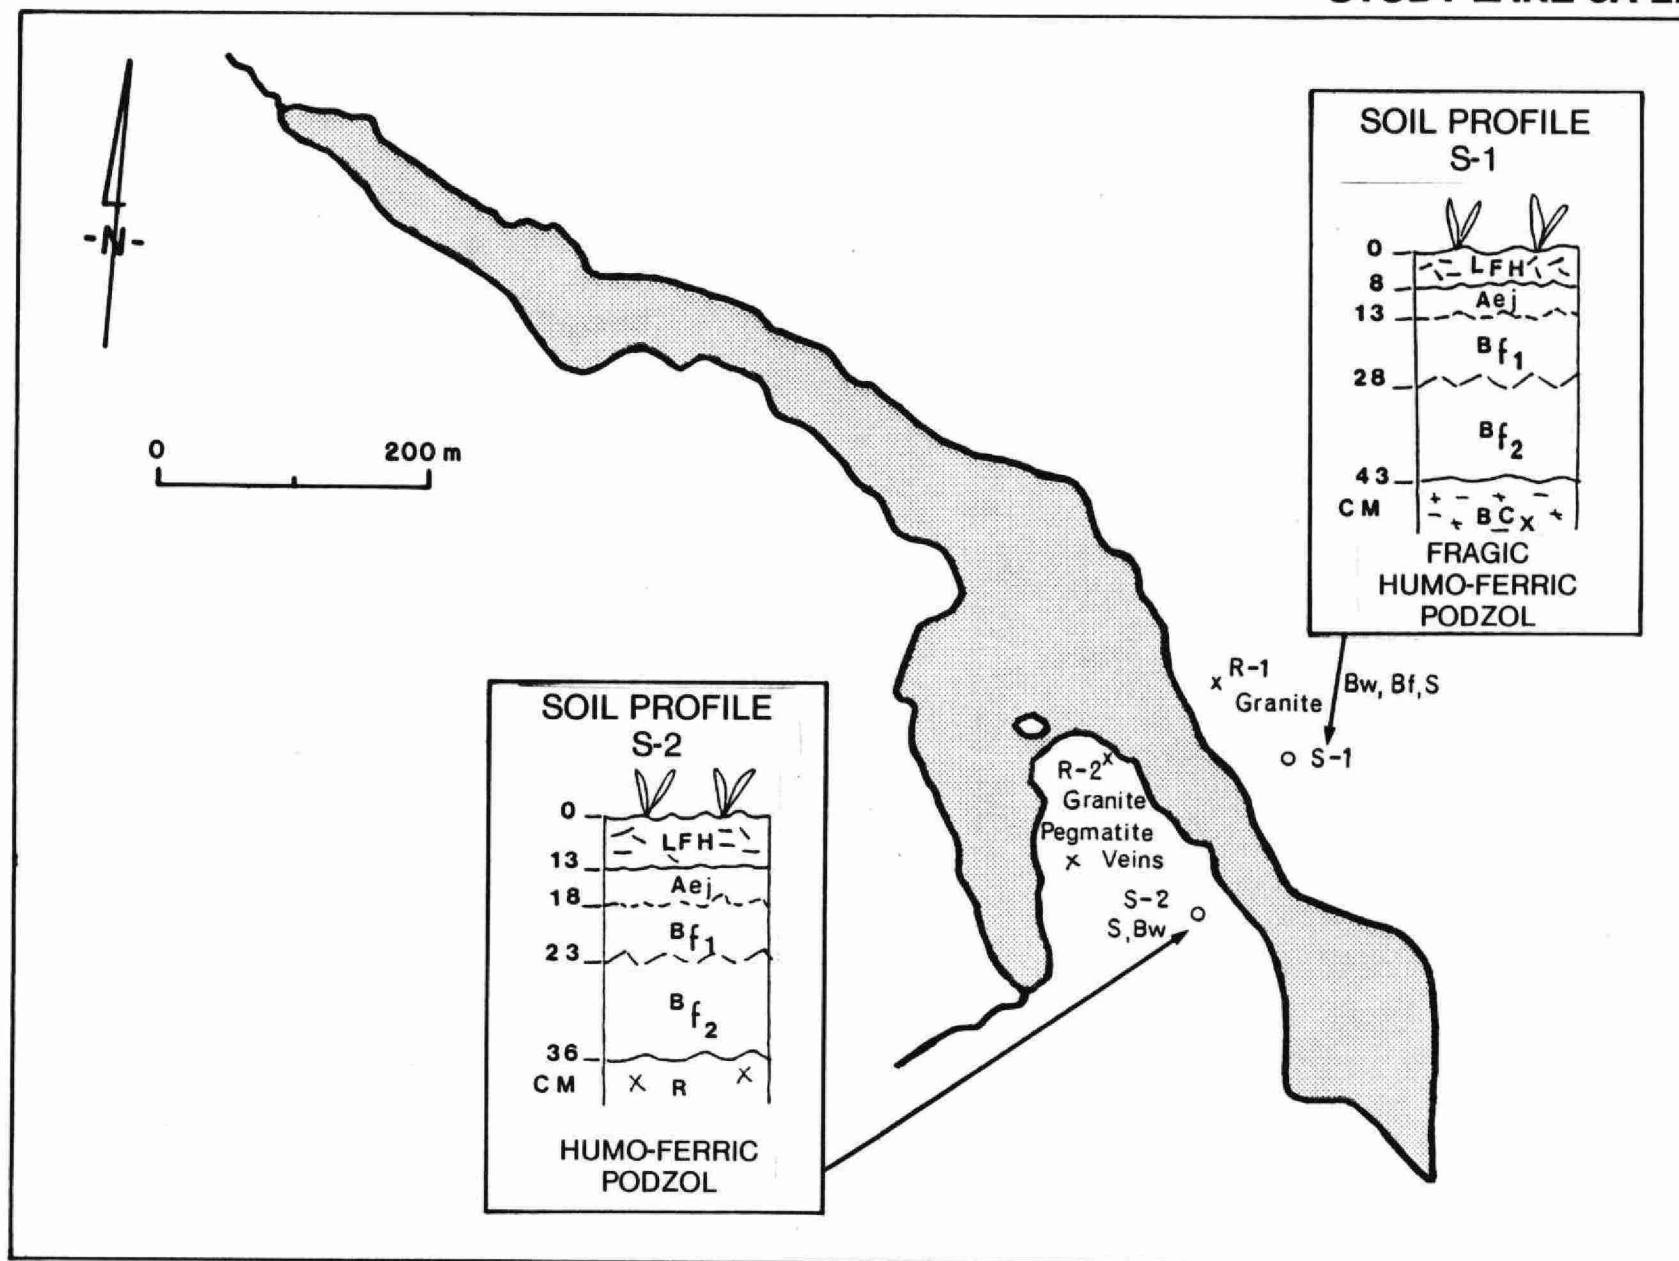 -N-
0 200 m
SOIL PROFILE
S-1
0
LFH
8
Aej
13
Bf1
28
Bf2
43
CM
BCx
FRAGIC
HUMO-FERRIC
PODZOL
R-1
x
Granite
Bw, Bf,S
S-1
SOIL PROFILE
S-2
0
LFH
13
Aej
18
Bf1
23
Bf2
36
CM
x R x
HUMO-FERRIC
PODZOL
R-2x
Granite
Pegmatite
x Veins
S-2
S,Bw